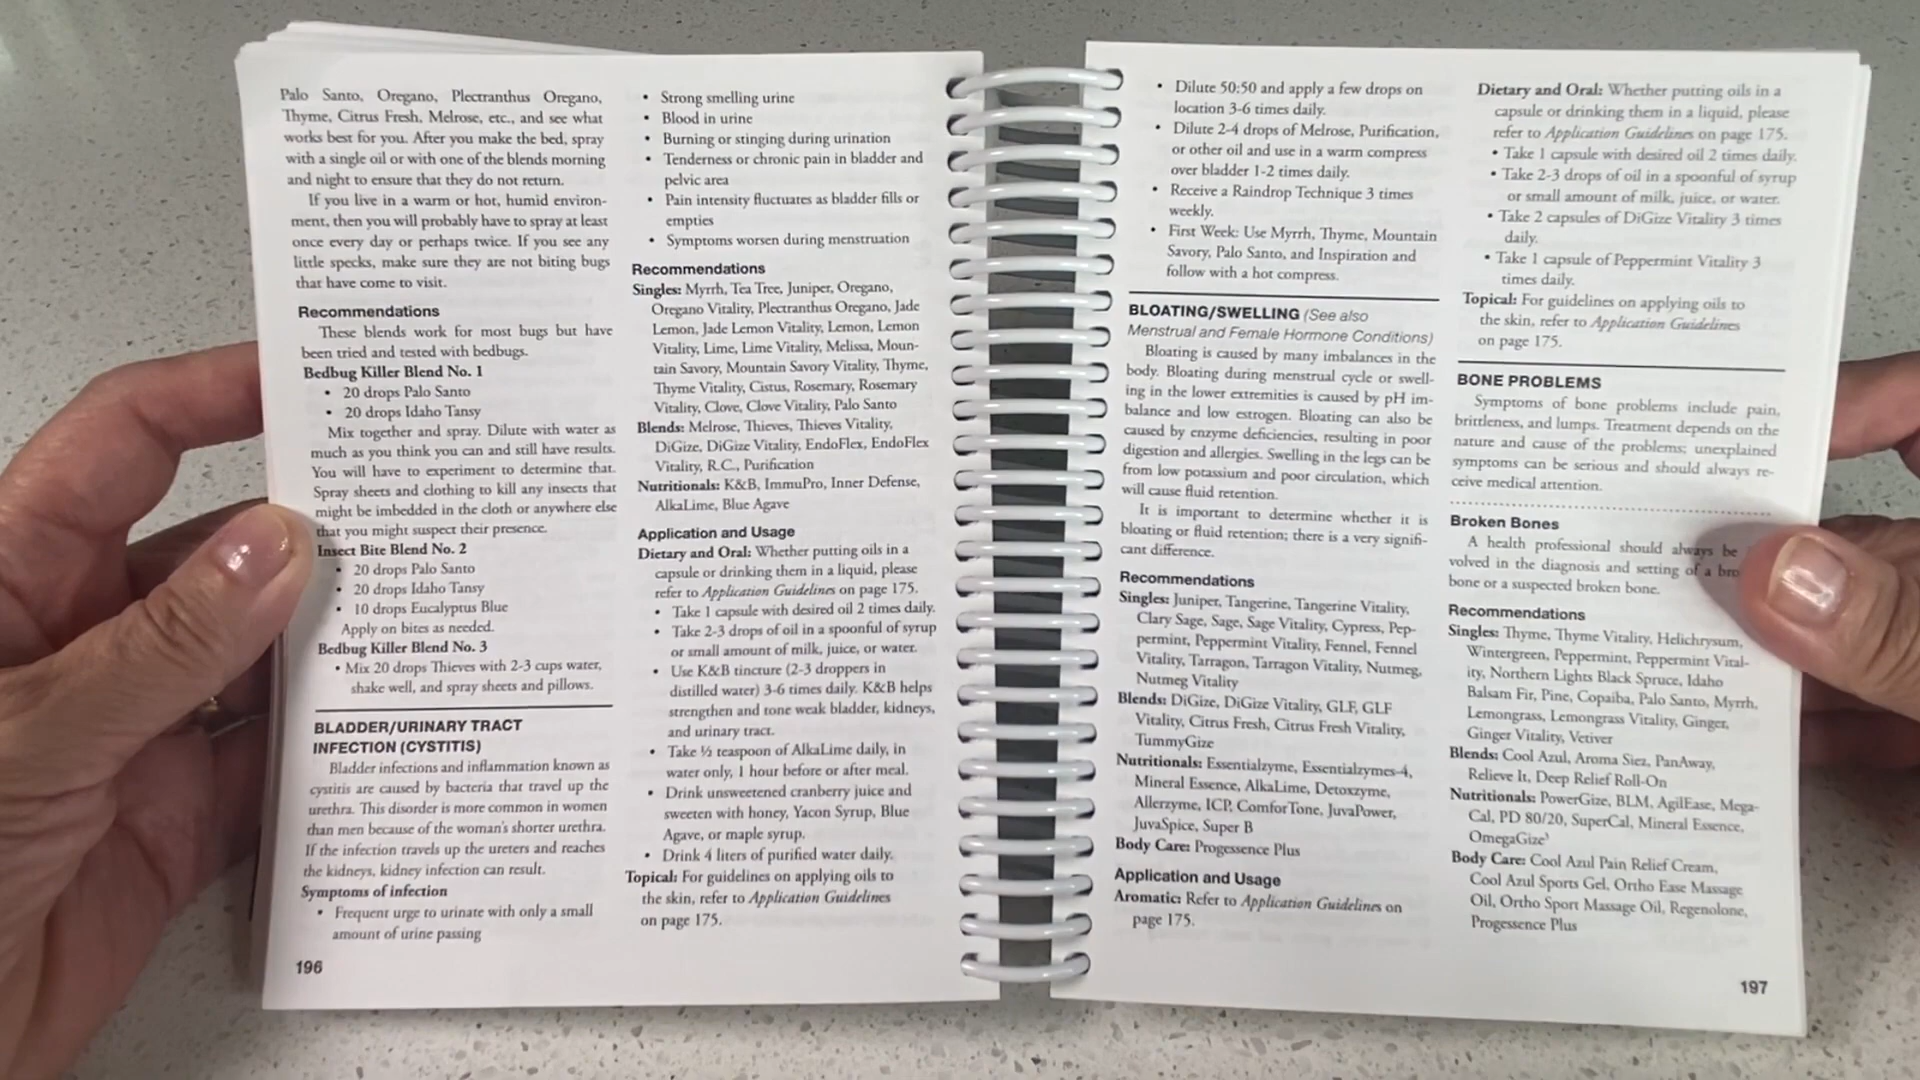 Palo Santo, Oregano, Plectranthus Oregano,
Thyme, Citrus Fresh, Melrose, etc., and see what
works best for you. After you make the bed, spray
with a single oil or with one of the blends morning
and night to ensure that they do not return.
If you live in a warm or hot, humid environ-
ment, then you will probably have to spray at least
once every day or perhaps twice. If you see any
little specks, make sure they are not biting bugs
that have come to visit.
Recommendations
These blends work for most bugs but have
been tried and tested with bedbugs.
Bedbug Killer Blend No. 1
• 20 drops Palo Santo
• 20 drops Idaho Tansy
Mix together and spray. Dilute with water as
much as you think you can and still have results.
You will have to experiment to determine that.
Spray sheets and clothing to kill any insects that
might be imbedded in the cloth or anywhere else
that you might suspect their presence.
Insect Bite Blend No. 2
• 20 drops Palo Santo
• 20 drops Idaho Tansy
• 10 drops Eucalyptus Blue
Apply on bites as needed.
Bedbug Killer Blend No. 3
• Mix 20 drops Thieves with 2-3 cups water,
shake well, and spray sheets and pillows.
BLADDER/URINARY TRACT
INFECTION (CYSTITIS)
Bladder infections and inflammation known as
cystitis are caused by bacteria that travel up the
urethra. This disorder is more common in women
than men because of the woman's shorter urethra.
If the infection travels up the ureters and reaches
the kidneys, kidney infection can result.
Symptoms of infection
• Frequent urge to urinate with only a small
amount of urine passing
196
• Strong smelling urine
• Blood in urine
• Burning or stinging during urination
• Tenderness or chronic pain in bladder and
pelvic area
• Pain intensity fluctuates as bladder fills or
empties
• Symptoms worsen during menstruation
Recommendations
Singles: Myrrh, Tea Tree, Juniper, Oregano,
Oregano Vitality, Plectranthus Oregano, Jade
Lemon, Jade Lemon Vitality, Lemon, Lemon
Vitality, Lime, Lime Vitality, Melissa, Moun-
tain Savory, Mountain Savory Vitality, Thyme,
Thyme Vitality, Cistus, Rosemary, Rosemary
Vitality, Clove, Clove Vitality, Palo Santo
Blends: Melrose, Thieves, Thieves Vitality,
DiGize, DiGize Vitality, EndoFlex, EndoFlex
Vitality, R.C., Purification
Nutritionals: K&B, ImmuPro, Inner Defense,
AlkaLime, Blue Agave
Application and Usage
Dietary and Oral: Whether putting oils in a
capsule or drinking them in a liquid, please
refer to Application Guidelines on page 175.
• Take 1 capsule with desired oil 2 times daily.
• Take 2-3 drops of oil in a spoonful of syrup
or small amount of milk, juice, or water.
• Use K&B tincture (2-3 droppers in
distilled water) 3-6 times daily. K&B helps
strengthen and tone weak bladder, kidneys,
and urinary tract.
• Take ½ teaspoon of AlkaLime daily, in
water only, 1 hour before or after meal.
• Drink unsweetened cranberry juice and
sweeten with honey, Yacon Syrup, Blue
Agave, or maple syrup.
• Drink 4 liters of purified water daily.
Topical: For guidelines on applying oils to
the skin, refer to Application Guidelines
on page 175.
• Dilute 50:50 and apply a few drops on
location 3-6 times daily.
• Dilute 2-4 drops of Melrose, Purification,
or other oil and use in a warm compress
over bladder 1-2 times daily.
• Receive a Raindrop Technique 3 times
weekly.
• First Week: Use Myrrh, Thyme, Mountain
Savory, Palo Santo, and Inspiration and
follow with a hot compress.
BLOATING/SWELLING (See also
Menstrual and Female Hormone Conditions)
Bloating is caused by many imbalances in the
body. Bloating during menstrual cycle or swell-
ing in the lower extremities is caused by pH im-
balance and low estrogen. Bloating can also be
caused by enzyme deficiencies, resulting in poor
digestion and allergies. Swelling in the legs can be
from low potassium and poor circulation, which
will cause fluid retention.
It is important to determine whether it is
bloating or fluid retention; there is a very signifi-
cant difference.
Recommendations
Singles: Juniper, Tangerine, Tangerine Vitality,
Clary Sage, Sage, Sage Vitality, Cypress, Pep-
permint, Peppermint Vitality, Fennel, Fennel
Vitality, Tarragon, Tarragon Vitality, Nutmeg,
Nutmeg Vitality
Blends: DiGize, DiGize Vitality, GLF, GLF
Vitality, Citrus Fresh, Citrus Fresh Vitality,
TummyGize
Nutritionals: Essentialzyme, Essentialzymes-4,
Mineral Essence, AlkaLime, Detoxzyme,
Allerzyme, ICP, ComforTone, JuvaPower,
JuvaSpice, Super B
Body Care: Progessence Plus
Application and Usage
Aromatic: Refer to Application Guidelines on
page 175.
Dietary and Oral: Whether putting oils in a
capsule or drinking them in a liquid, please
refer to Application Guidelines on page 175.
• Take 1 capsule with desired oil 2 times daily.
• Take 2-3 drops of oil in a spoonful of syrup
or small amount of milk, juice, or water.
• Take 2 capsules of DiGize Vitality 3 times
daily.
• Take 1 capsule of Peppermint Vitality 3
times daily.
Topical: For guidelines on applying oils to
the skin, refer to Application Guidelines
on page 175.
BONE PROBLEMS
Symptoms of bone problems include pain,
brittleness, and lumps. Treatment depends on the
nature and cause of the problems; unexplained
symptoms can be serious and should always re-
ceive medical attention.
Broken Bones
A health professional should always be
volved in the diagnosis and setting of a bro
bone or a suspected broken bone.
Recommendations
Singles: Thyme, Thyme Vitality, Helichrysum,
Wintergreen, Peppermint, Peppermint Vital-
ity, Northern Lights Black Spruce, Idaho
Balsam Fir, Pine, Copaiba, Palo Santo, Myrrh,
Lemongrass, Lemongrass Vitality, Ginger,
Ginger Vitality, Vetiver
Blends: Cool Azul, Aroma Siez, PanAway,
Relieve It, Deep Relief Roll-On
Nutritionals: PowerGize, BLM, AgilEase, Mega-
Cal, PD 80/20, SuperCal, Mineral Essence,
OmegaGize³
Body Care: Cool Azul Pain Relief Cream,
Cool Azul Sports Gel, Ortho Ease Massage
Oil, Ortho Sport Massage Oil, Regenolone,
Progessence Plus
197